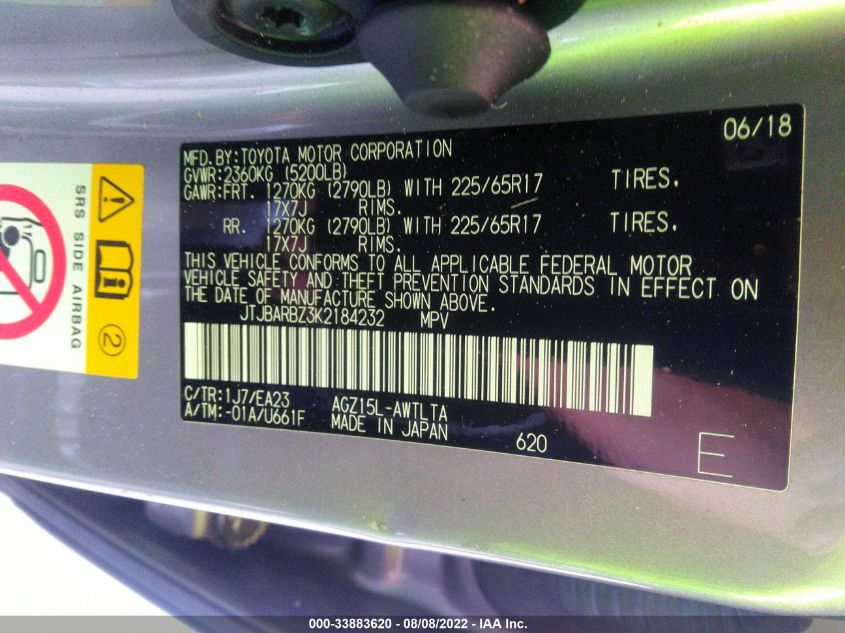 06/18
MFD. BY: TOYOTA MOTOR CORPORATION
GVWR: 2360KG (5200LB)
GAWR: FRT. 1270KG (2790LB) WITH 225/65R17 TIRES,
17X7J RIMS.
RR. 1270KG (2790LB) WITH 225/65R17 TIRES,
17X7J RIMS.
THIS VEHICLE CONFORMS TO ALL APPLICABLE FEDERAL MOTOR
VEHICLE SAFETY AND THEFT PREVENTION STANDARDS IN EFFECT ON
THE DATE OF MANUFACTURE SHOWN ABOVE.
JTJBARBZ3K2184232 MPV
C/TR: 1J7/EA23 AGZ15L-AWTLTA
A/TM: -01A/U661F MADE IN JAPAN 620
E
SRS SIDE AIRBAG
2
000-33883620 - 08/08/2022 - IAA Inc.